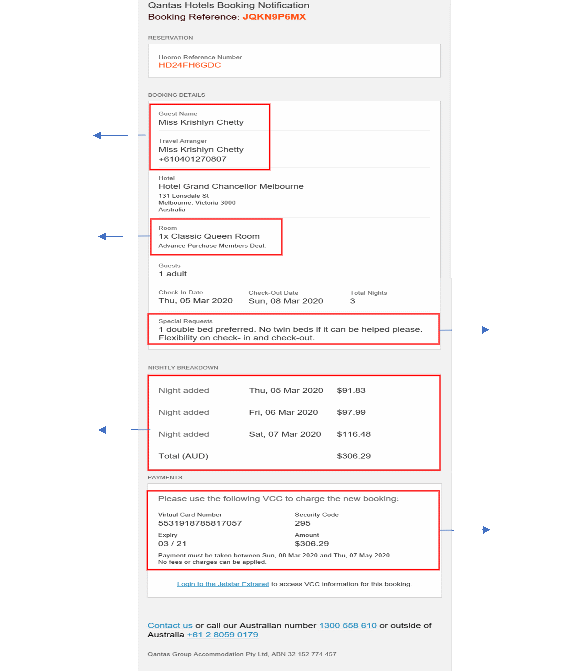 Qantas Hotels Booking Notification
Booking Reference: JQKN9P6MX
RESERVATION
Hooroo Reference Number
HD24FH6GDC
BOOKING DETAILS
Guest Name
Miss Krishlyn Chetty
Travel Arranger
Miss Krishlyn Chetty
+610401270807
Hotel
Hotel Grand Chancellor Melbourne
131 Lonsdale St
Melbourne, Victoria 3000
Australia
Room
1x Classic Queen Room
Advance Purchase Members Deal.
Guests
1 adult
Check-In Date Check-Out Date Total Nights
Thu, 05 Mar 2020 Sun, 08 Mar 2020 3
Special Requests
1 double bed preferred. No twin beds if it can be helped please.
Flexibility on check- in and check-out.
NIGHTLY BREAKDOWN
Night added Thu, 05 Mar 2020 $91.83
Night added Fri, 06 Mar 2020 $97.99
Night added Sat, 07 Mar 2020 $116.48
Total (AUD) $306.29
PAYMENTS
Please use the following VCC to charge the new booking.
Virtual Card Number Security Code
5531918785817057 295
Expiry Amount
03 / 21 $306.29
Payment must be taken between Sun, 08 Mar 2020 and Thu, 07 May 2020
No fees or charges can be applied.
Login to the Jetstar Extranet to access VCC information for this booking
Contact us or call our Australian number 1300 558 610 or outside of
Australia +61 2 8059 0179
Qantas Group Accommodation Pty Ltd, ABN 32 152 774 457